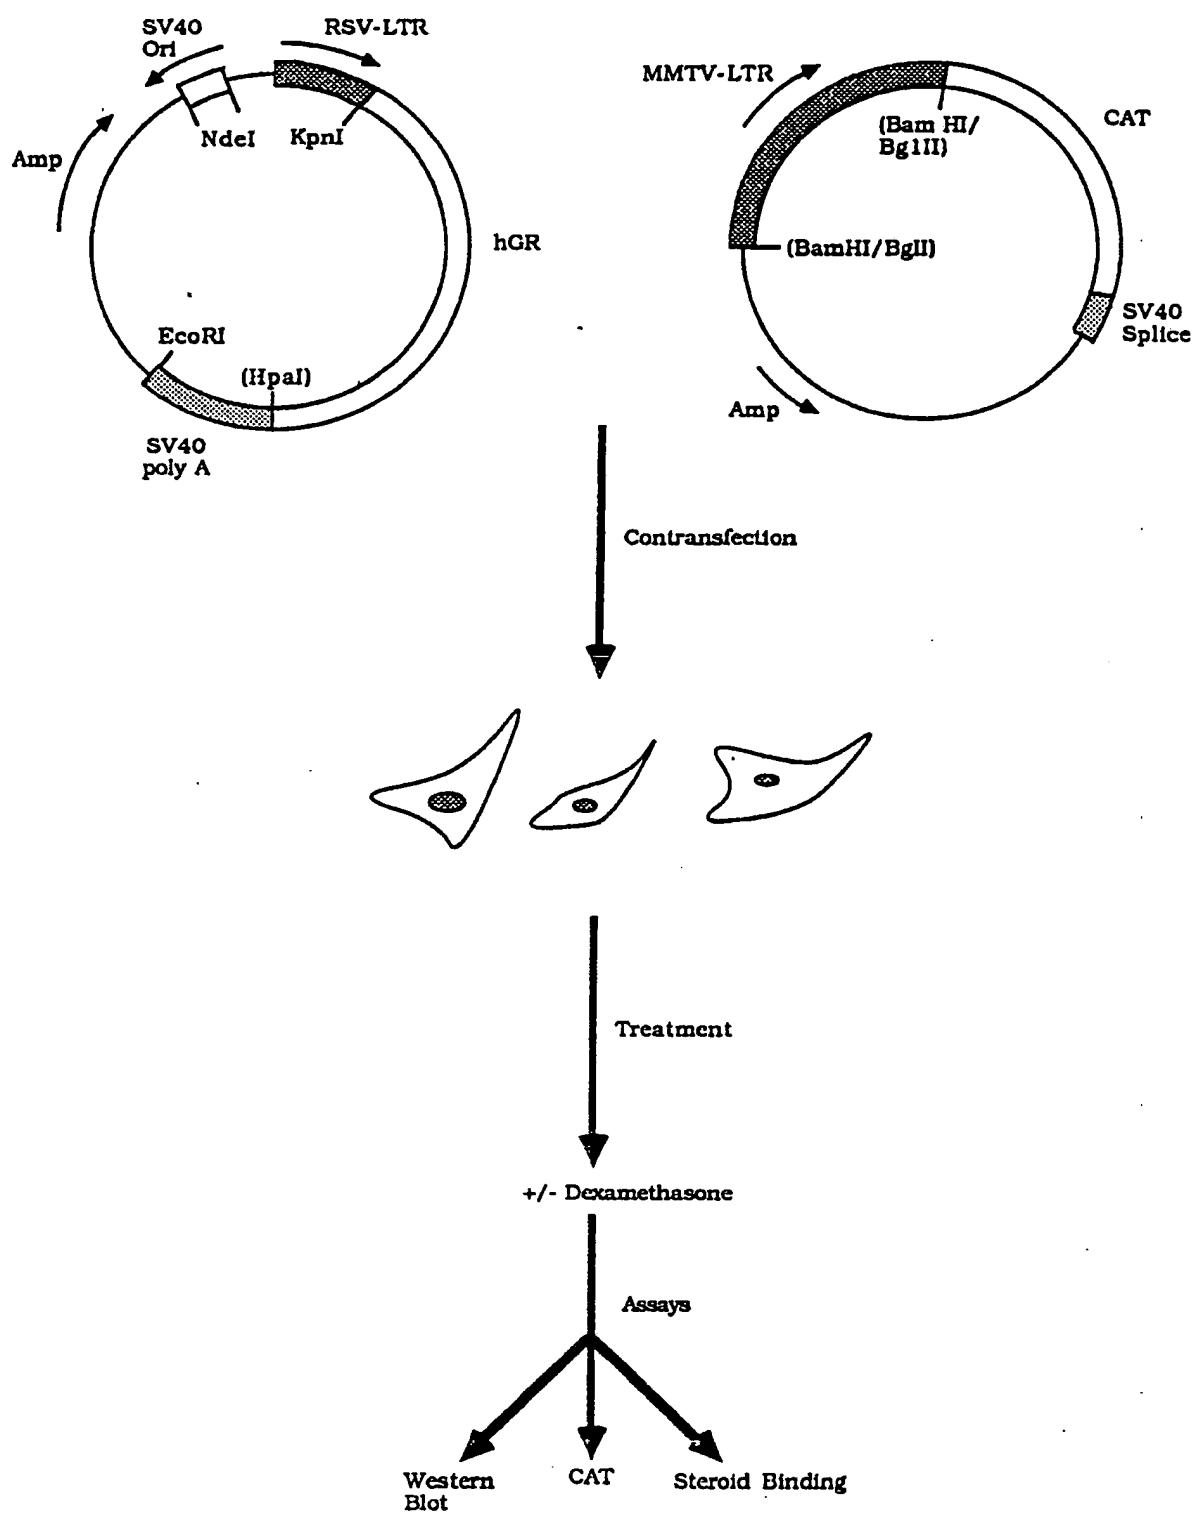 SV40
Ori
RSV-LTR
NdeI
KpnI
Amp
hGR
EcoRI
(HpaI)
SV40
poly A
MMTV-LTR
(Bam HI/
BglII)
CAT
(BamHI/BglI)
SV40
Splice
Amp
Contransfection
Treatment
+/- Dexamethasone
Assays
Western
Blot
CAT
Steroid Binding